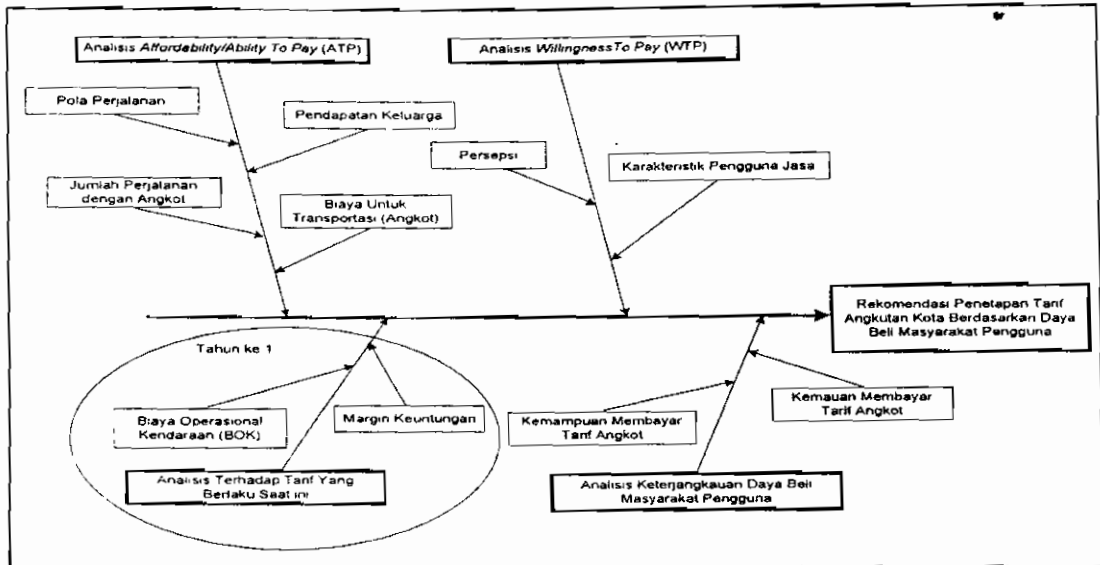 Analisis Affordability/Ability To Pay (ATP)
Analisis WillingnessTo Pay (WTP)
Pola Perjalanan
Pendapatan Keluarga
Persepsi
Karakteristik Pengguna Jasa
Jumlah Perjalanan
dengan Angkot
Biaya Untuk
Transportasi (Angkot)
Rekomendasi Penetapan Tarif
Angkutan Kota Berdasarkan Daya
Beli Masyarakat Pengguna
Tahun ke 1
Biaya Operasional
Kendaraan (BOK)
Margin Keuntungan
Kemampuan Membayar
Tarif Angkot
Kemauan Membayar
Tarif Angkot
Analisis Terhadap Tarif Yang
Berlaku Saat ini
Analisis Keterjangkauan Daya Beli
Masyarakat Pengguna